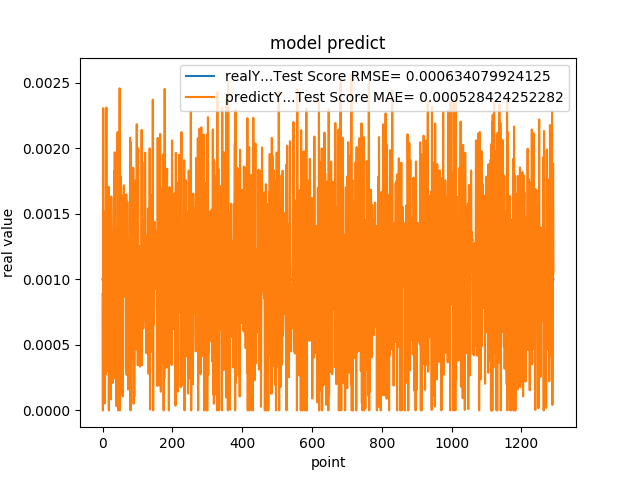 model predict
realY...Test Score RMSE= 0.000634079924125
predictY...Test Score MAE= 0.000528424252282
real value
0.0025
0.0020
0.0015
0.0010
0.0005
0.0000
0 200 400 600 800 1000 1200
point